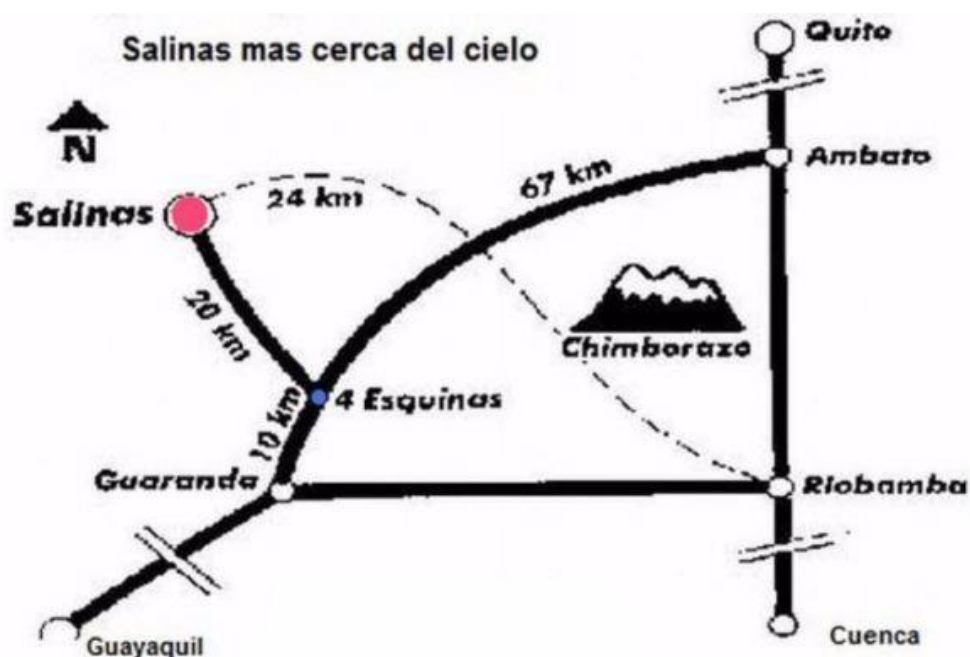 Salinas mas cerca del cielo
Quito
N
Ambato
67 km
24 km
Salinas
20 km
Chimborazo
4 Esquinas
10 km
Guaranda
Riobamba
Guayaquil
Cuenca